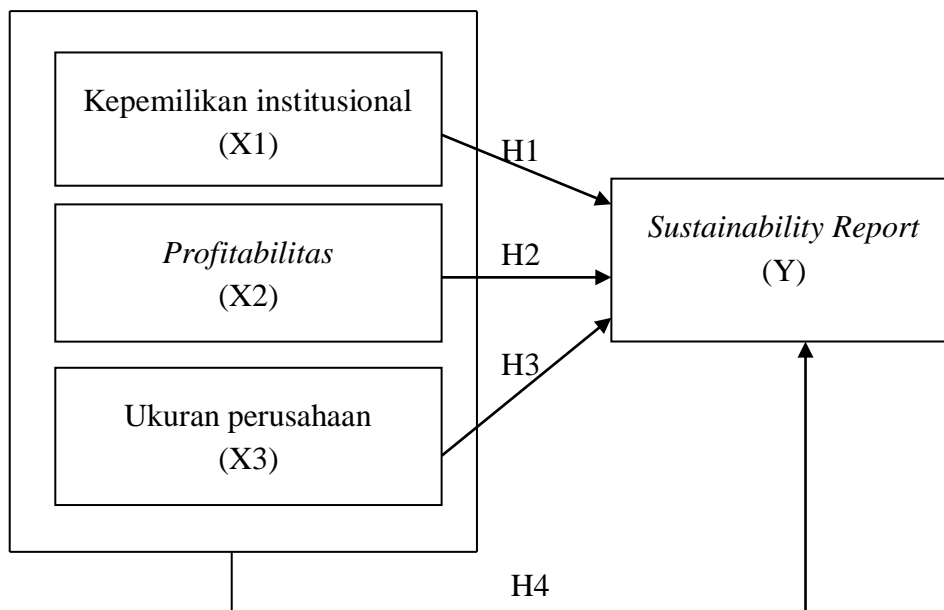 Kepemilikan institusional
(X1)
H1
Profitabilitas
(X2)
H2
Sustainability Report
(Y)
H3
Ukuran perusahaan
(X3)
H4